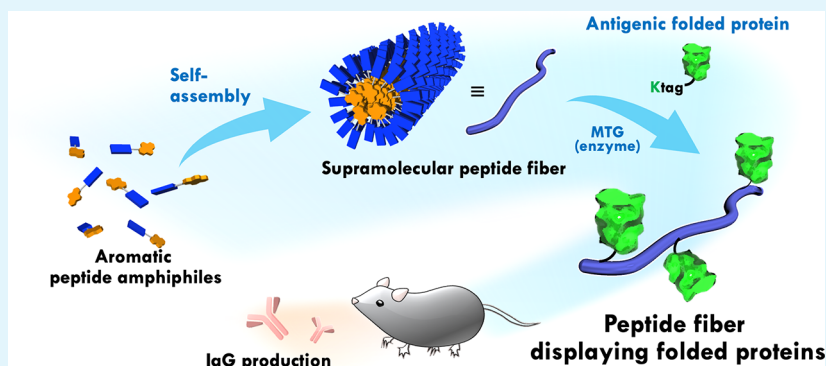 Antigenic folded protein
Self-
assembly
Ktag
≡
MTG
(enzyme)
Supramolecular peptide fiber
Aromatic
peptide amphiphiles
Peptide fiber
displaying folded proteins
IgG production